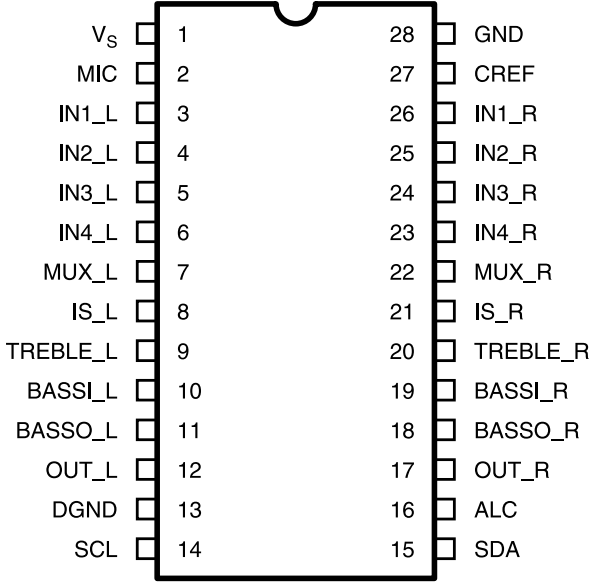 V_S 1 28 GND
MIC 2 27 CREF
IN1_L 3 26 IN1_R
IN2_L 4 25 IN2_R
IN3_L 5 24 IN3_R
IN4_L 6 23 IN4_R
MUX_L 7 22 MUX_R
IS_L 8 21 IS_R
TREBLE_L 9 20 TREBLE_R
BASSI_L 10 19 BASSI_R
BASSO_L 11 18 BASSO_R
OUT_L 12 17 OUT_R
DGND 13 16 ALC
SCL 14 15 SDA